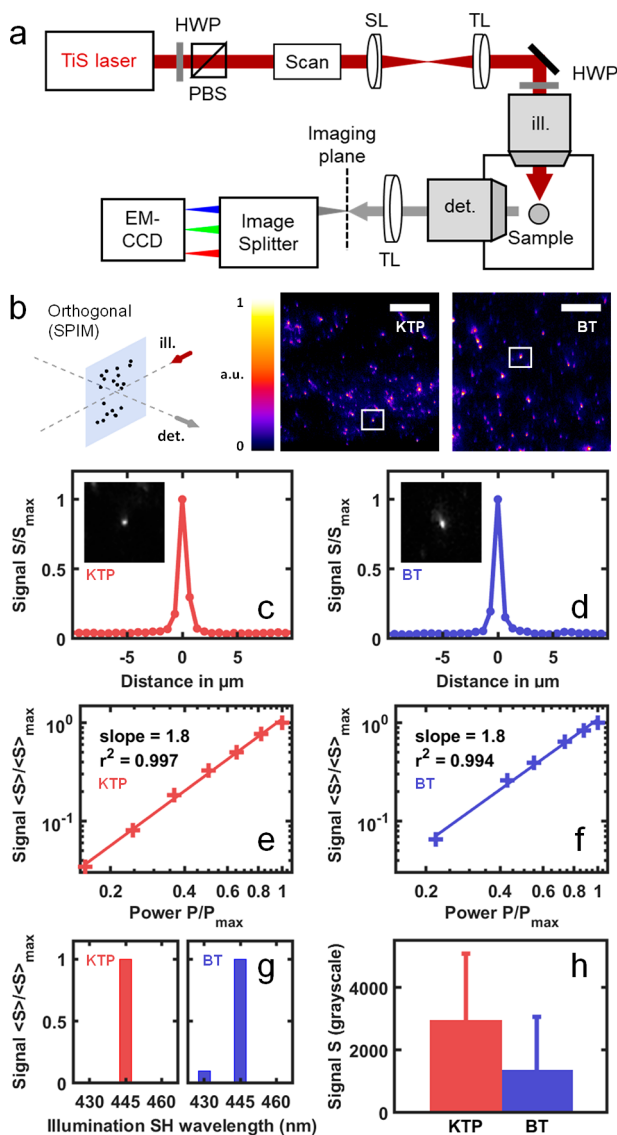 a
TiS laser
HWP
PBS
Scan
SL
TL
HWP
ill.
Imaging
plane
EM-
CCD
Image
Splitter
TL
det.
Sample
b
Orthogonal
(SPIM)
ill.
det.
1
a.u.
0
KTP
BT
Signal S/Smax
1
0.5
0
KTP
c
-5 0 5
Distance in µm
Signal S/Smax
1
0.5
0
BT
d
-5 0 5
Distance in µm
Signal <S>/<S>max
10⁰
10⁻¹
slope = 1.8
r² = 0.997
KTP
e
0.2 0.4 0.6 0.8 1
Power P/Pmax
Signal <S>/<S>max
10⁰
10⁻¹
slope = 1.8
r² = 0.994
BT
f
0.2 0.4 0.6 0.8 1
Power P/Pmax
Signal <S>/<S>max
1
0.5
0
KTP
BT
g
430 445 460
430 445 460
Illumination SH wavelength (nm)
Signal S (grayscale)
4000
2000
0
h
KTP BT